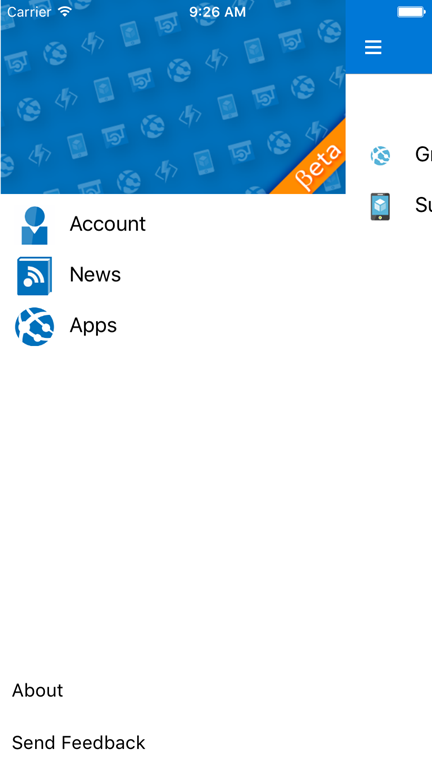 Carrier 9:26 AM
βeta
Account
News
Apps
About
Send Feedback